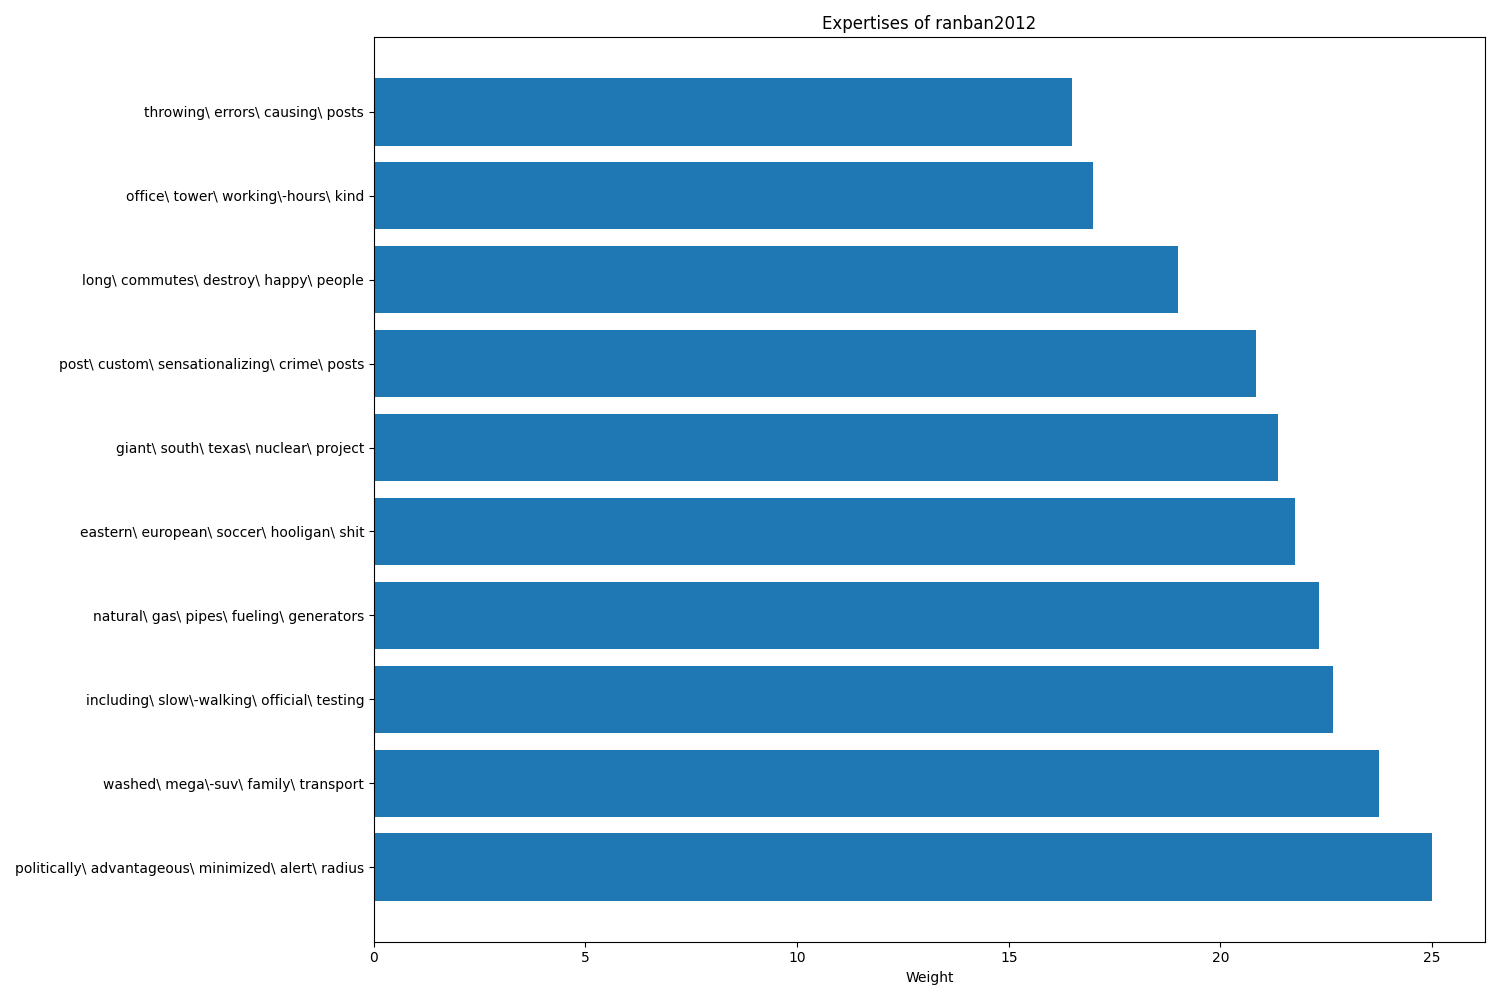 Expertises of ranban2012
throwing\ errors\ causing\ posts
office\ tower\ working\-hours\ kind
long\ commutes\ destroy\ happy\ people
post\ custom\ sensationalizing\ crime\ posts
giant\ south\ texas\ nuclear\ project
eastern\ european\ soccer\ hooligan\ shit
natural\ gas\ pipes\ fueling\ generators
including\ slow\-walking\ official\ testing
washed\ mega\-suv\ family\ transport
politically\ advantageous\ minimized\ alert\ radius
0 5 10 15 20 25
Weight